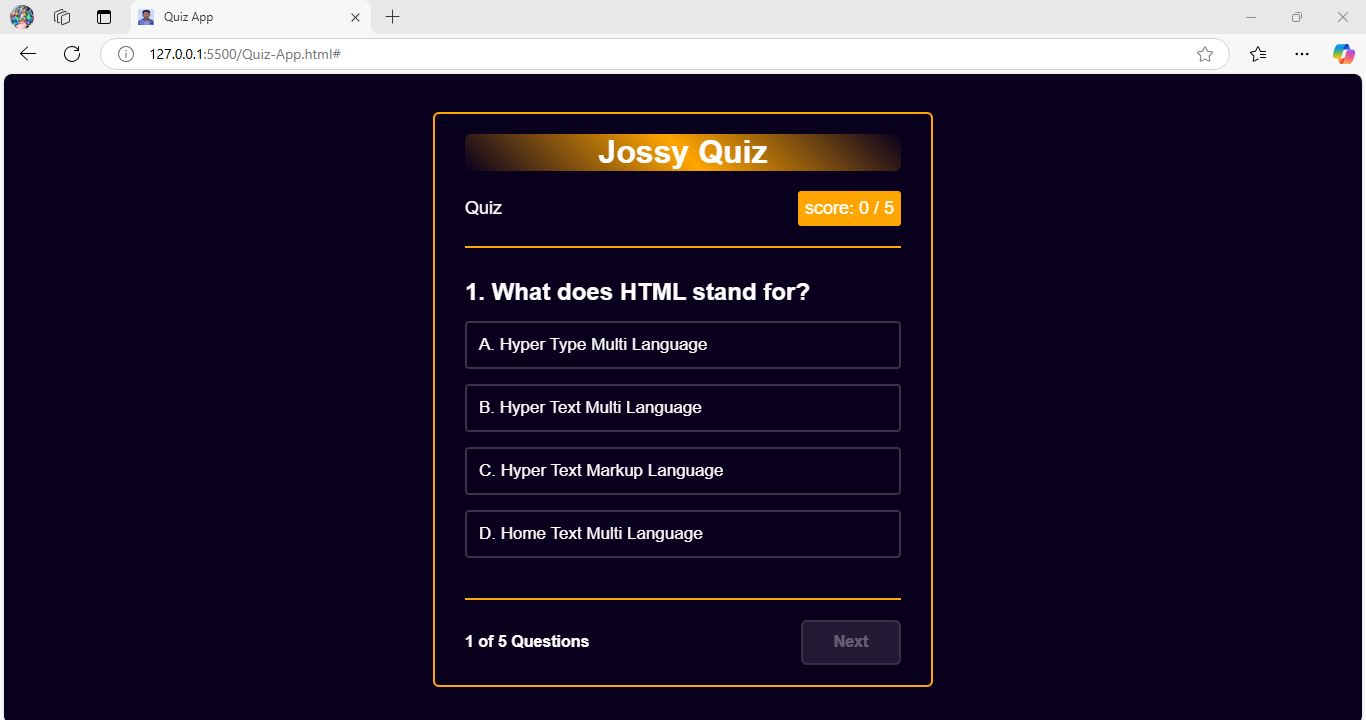 Quiz App
127.0.0.1:5500/Quiz-App.html#
Jossy Quiz
Quiz
score: 0 / 5
1. What does HTML stand for?
A. Hyper Type Multi Language
B. Hyper Text Multi Language
C. Hyper Text Markup Language
D. Home Text Multi Language
1 of 5 Questions
Next